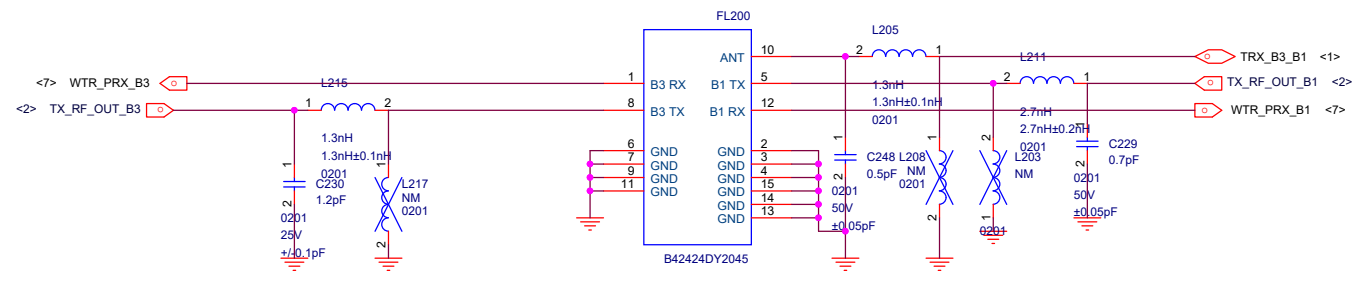 FL200
L205
10
2
1
TRX_B3_B1 <1>
ANT
L211
<7> WTR_PRX_B3
1
B3 RX
B1 TX
5
2
1
TX_RF_OUT_B1 <2>
L215
1.3nH
<2> TX_RF_OUT_B3
1
2
8
B3 TX
B1 RX
12
1.3nH±0.1nH
WTR_PRX_B1 <7>
2.7nH
0201
2.7nH±0.2nH
1.3nH
1.3nH±0.1nH
0201
6
GND
GND
2
1
1
2
0201
1
C229
7
GND
GND
3
C248
L208
L203
0.7pF
9
GND
GND
4
0.5pF
NM
NM
2
11
GND
GND
15
0201
1
C230
1
L217
1.2pF
NM
0201
GND
14
2
0201
50V
0201
50V
±0.05pF
2
0201
25V
+/-0.1pF
2
GND
13
±0.05pF
2
1
0201
B42424DY2045